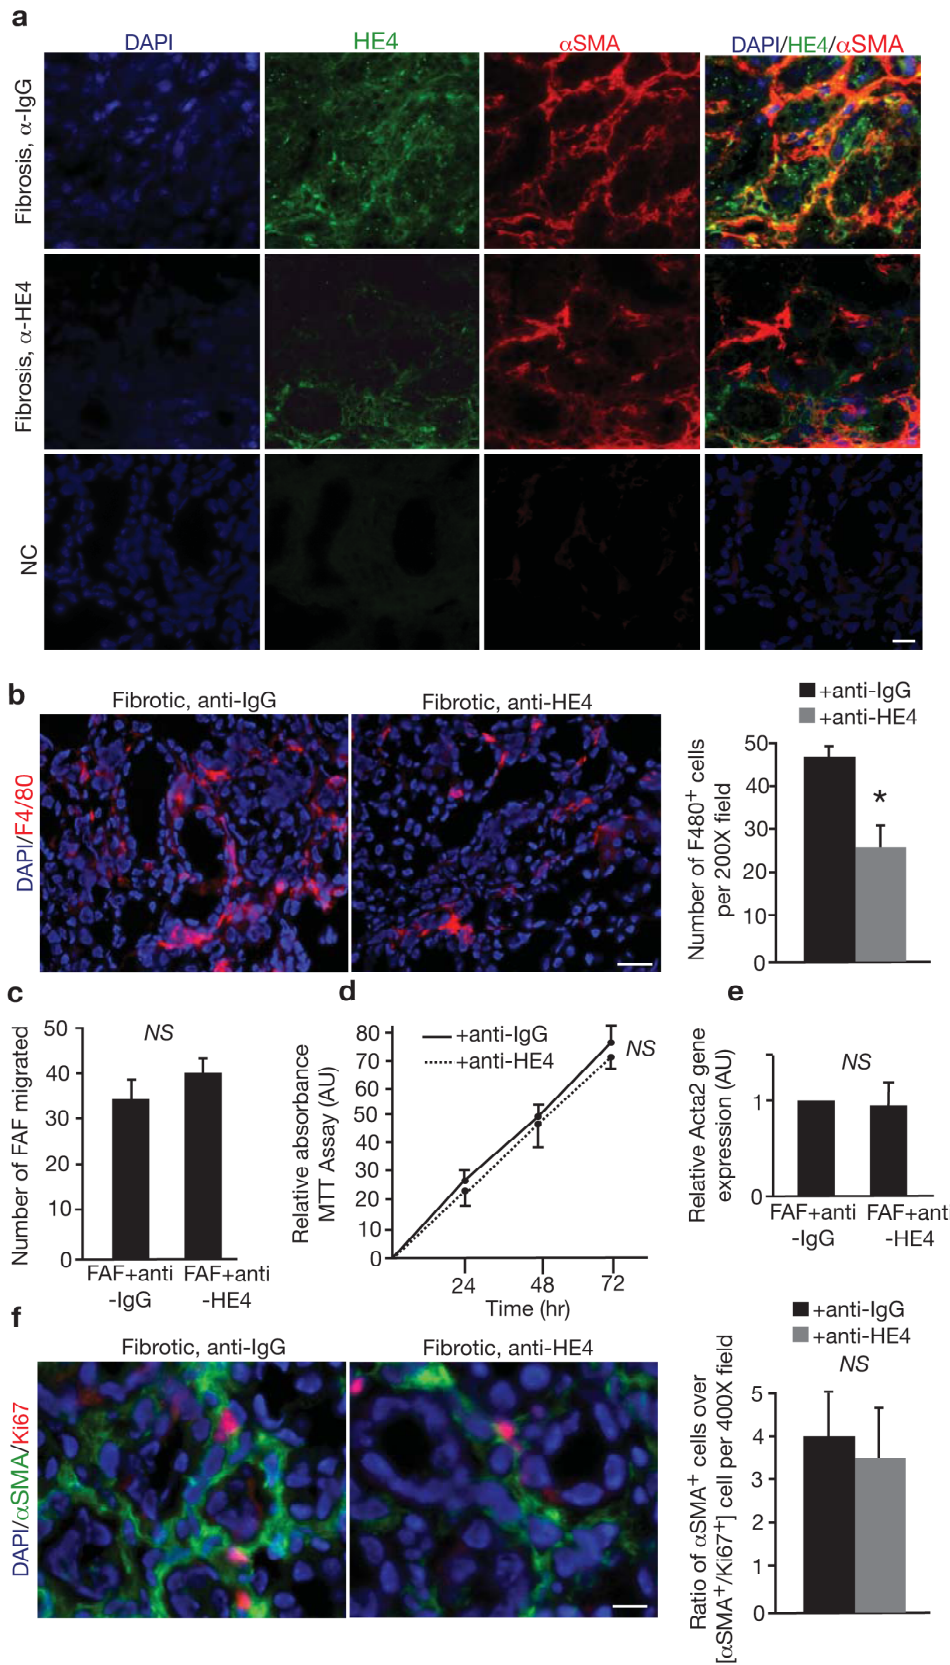 a
DAPI
HE4
αSMA
DAPI/HE4/αSMA
Fibrosis, α-IgG
Fibrosis, α-HE4
NC
b
Fibrotic, anti-IgG
Fibrotic, anti-HE4
DAPI/F4/80
+anti-IgG
+anti-HE4
Number of F480⁺ cells
per 200X field
50
40
30
20
10
0
*
c
Number of FAF migrated
50
40
30
20
10
0
NS
FAF+anti
-IgG
FAF+anti
-HE4
d
Relative absorbance
MTT Assay (AU)
80
70
60
50
40
30
20
10
0
+anti-IgG
+anti-HE4
NS
24
48
72
Time (hr)
e
Relative Acta2 gene
expression (AU)
1
0
NS
FAF+anti
-IgG
FAF+anti
-HE4
f
Fibrotic, anti-IgG
Fibrotic, anti-HE4
DAPI/αSMA/Ki67
+anti-IgG
+anti-HE4
NS
Ratio of αSMA⁺ cells over
[αSMA⁺/Ki67⁺] cell per 400X field
5
4
3
2
1
0